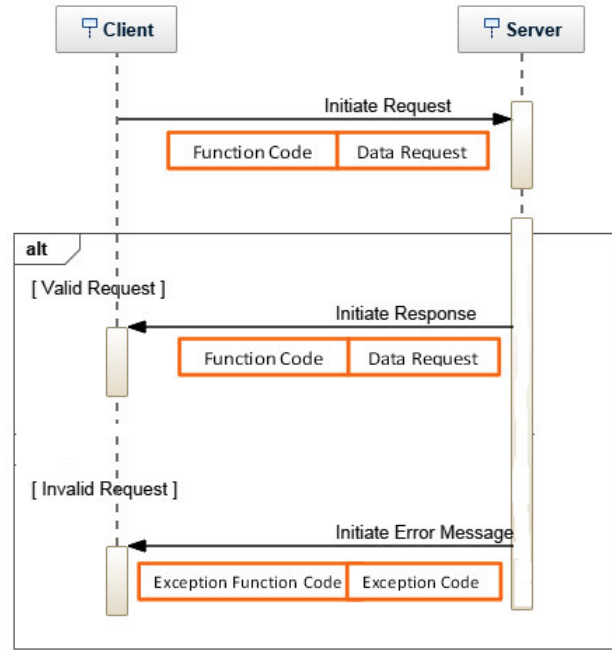 Client
Server
Initiate Request
Function Code Data Request
alt
[ Valid Request ]
Initiate Response
Function Code Data Request
[ Invalid Request ]
Initiate Error Message
Exception Function Code Exception Code